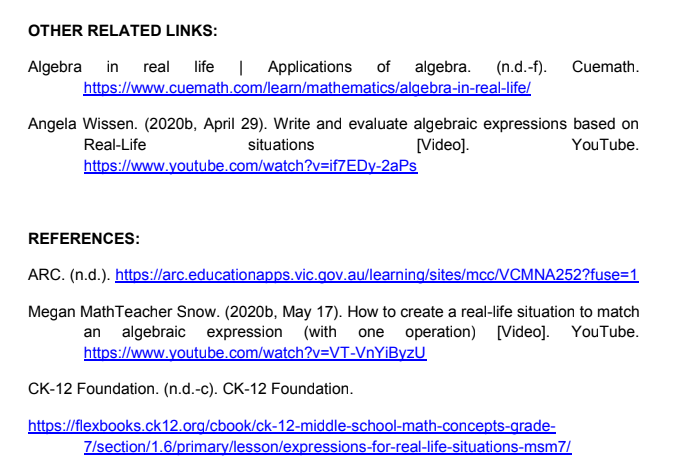 OTHER RELATED LINKS:
Algebra in real life | Applications of algebra. (n.d.-f). Cuemath.
https://www.cuemath.com/learn/mathematics/algebra-in-real-life/
Angela Wissen. (2020b, April 29). Write and evaluate algebraic expressions based on
Real-Life situations [Video]. YouTube.
https://www.youtube.com/watch?v=if7EDy-2aPs
REFERENCES:
ARC. (n.d.). https://arc.educationapps.vic.gov.au/learning/sites/mcc/VCMNA252?fuse=1
Megan MathTeacher Snow. (2020b, May 17). How to create a real-life situation to match
an algebraic expression (with one operation) [Video]. YouTube.
https://www.youtube.com/watch?v=VT-VnYiByzU
CK-12 Foundation. (n.d.-c). CK-12 Foundation.
https://flexbooks.ck12.org/cbook/ck-12-middle-school-math-concepts-grade-
7/section/1.6/primary/lesson/expressions-for-real-life-situations-msm7/